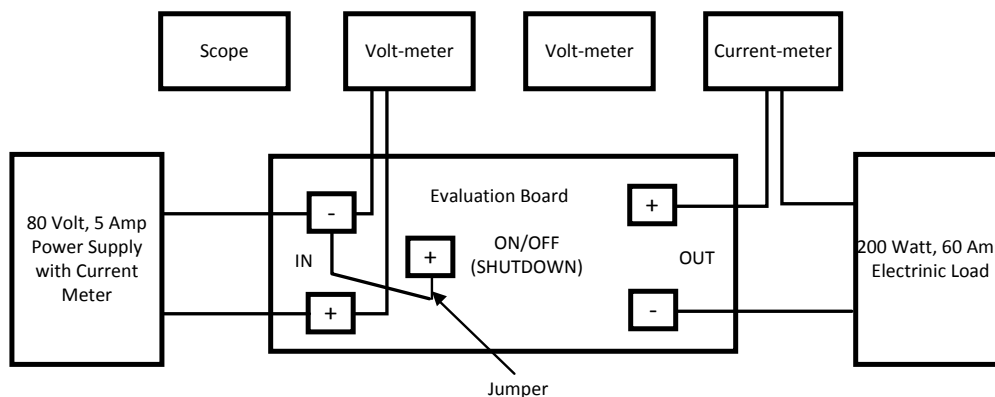 Scope
Volt-meter
Volt-meter
Current-meter
80 Volt, 5 Amp
Power Supply
with Current
Meter
-
IN
+
Evaluation Board
+
ON/OFF
(SHUTDOWN)
+
OUT
-
200 Watt, 60 Am
Electrinic Load
Jumper